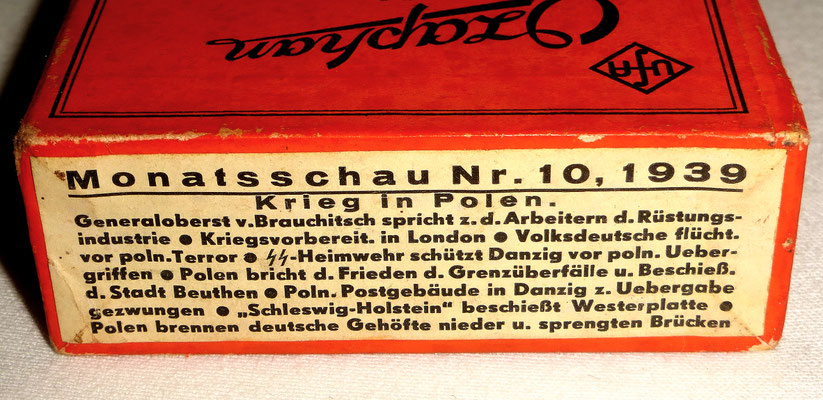 Ozaphan
ufa
Monatsschau Nr. 10, 1939
Krieg in Polen.
Generaloberst v. Brauchitsch spricht z. d. Arbeitern d. Rüstungs-
industrie ● Kriegsvorbereit. in London ● Volksdeutsche flücht.
vor poln. Terror ● ᛋᛋ-Heimwehr schützt Danzig vor poln. Ueber-
griffen ● Polen bricht d. Frieden d. Grenzüberfälle u. Beschieß.
d. Stadt Beuthen ● Poln. Postgebäude in Danzig z. Uebergabe
gezwungen ● „Schleswig-Holstein" beschießt Westerplatte ●
Polen brennen deutsche Gehöfte nieder u. sprengten Brücken